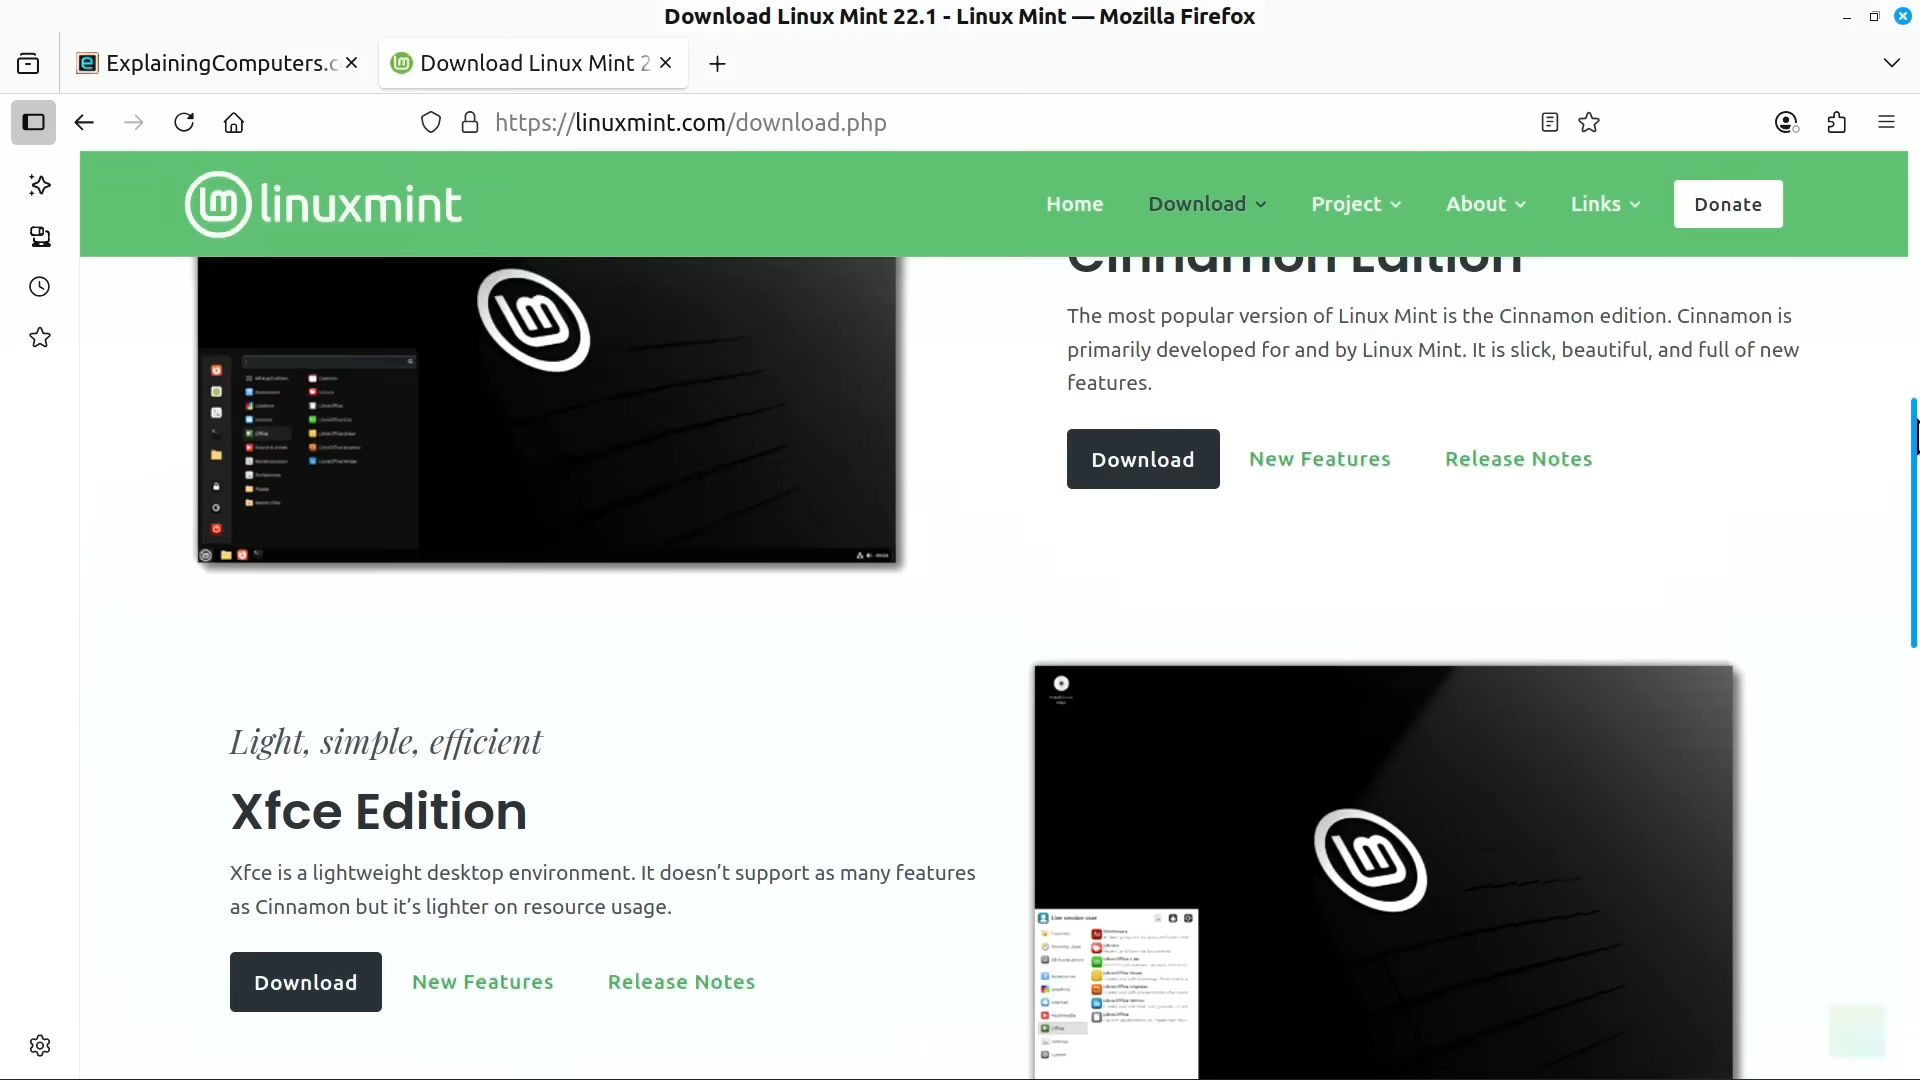 Download Linux Mint 22.1 - Linux Mint — Mozilla Firefox
ExplainingComputers.c
Download Linux Mint 2
https://linuxmint.com/download.php
linuxmint
Home
Download
Project
About
Links
Donate
Cinnamon Edition
The most popular version of Linux Mint is the Cinnamon edition. Cinnamon is
primarily developed for and by Linux Mint. It is slick, beautiful, and full of new
features.
Download
New Features
Release Notes
Light, simple, efficient
Xfce Edition
Xfce is a lightweight desktop environment. It doesn’t support as many features
as Cinnamon but it’s lighter on resource usage.
Download
New Features
Release Notes
Live session user